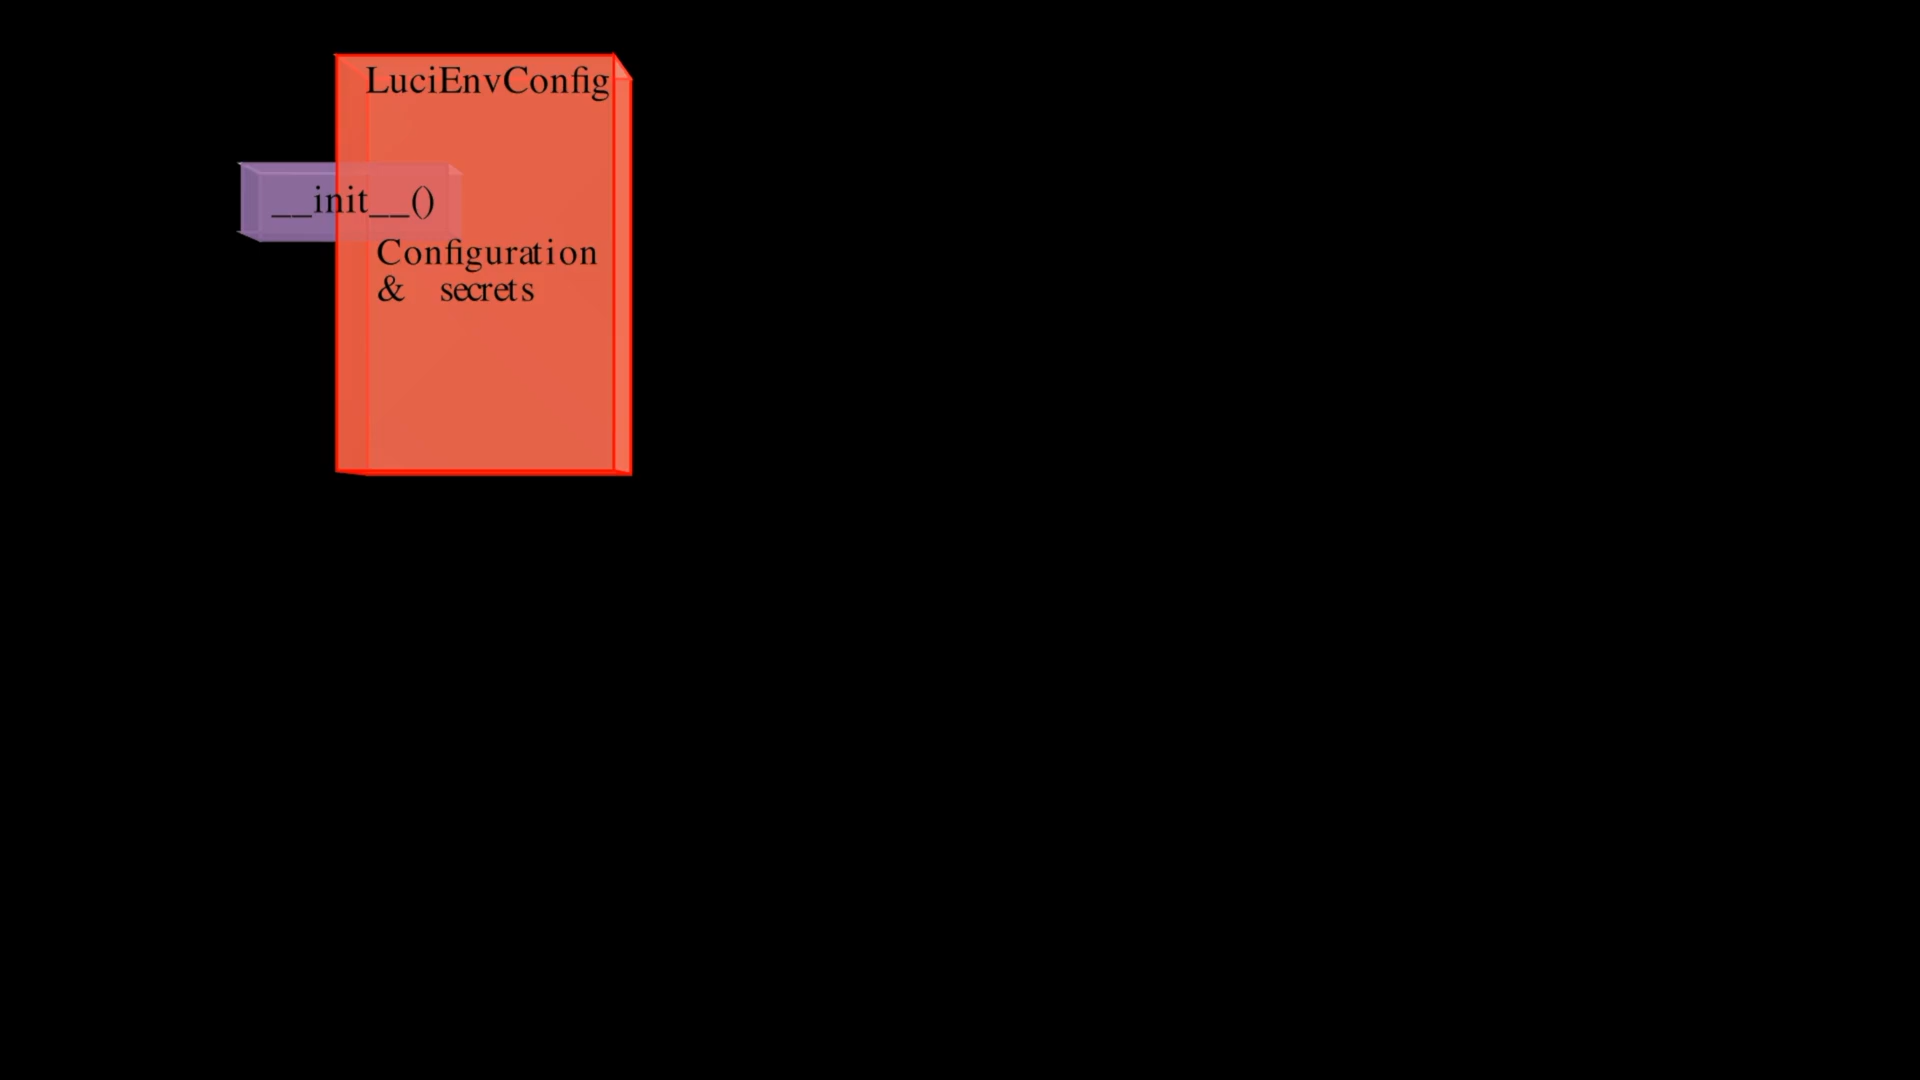 LuciEnvConfig
__init__()
Configuration
& secrets